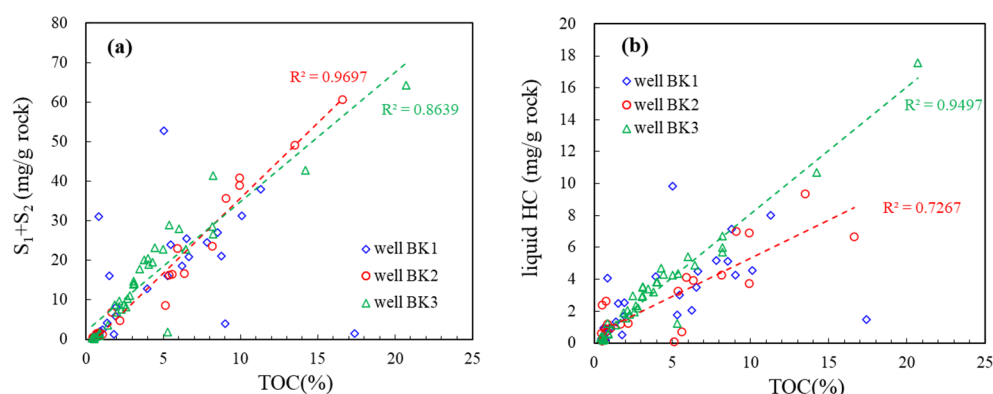 (a)
S₁+S₂ (mg/g rock)
80
70
60
50
40
30
20
10
0
R² = 0.9697
R² = 0.8639
well BK1
well BK2
well BK3
0
5
10
15
20
25
TOC(%)
(b)
liquid HC (mg/g rock)
20
18
16
14
12
10
8
6
4
2
0
well BK1
well BK2
well BK3
R² = 0.9497
R² = 0.7267
0
5
10
15
20
25
TOC(%)